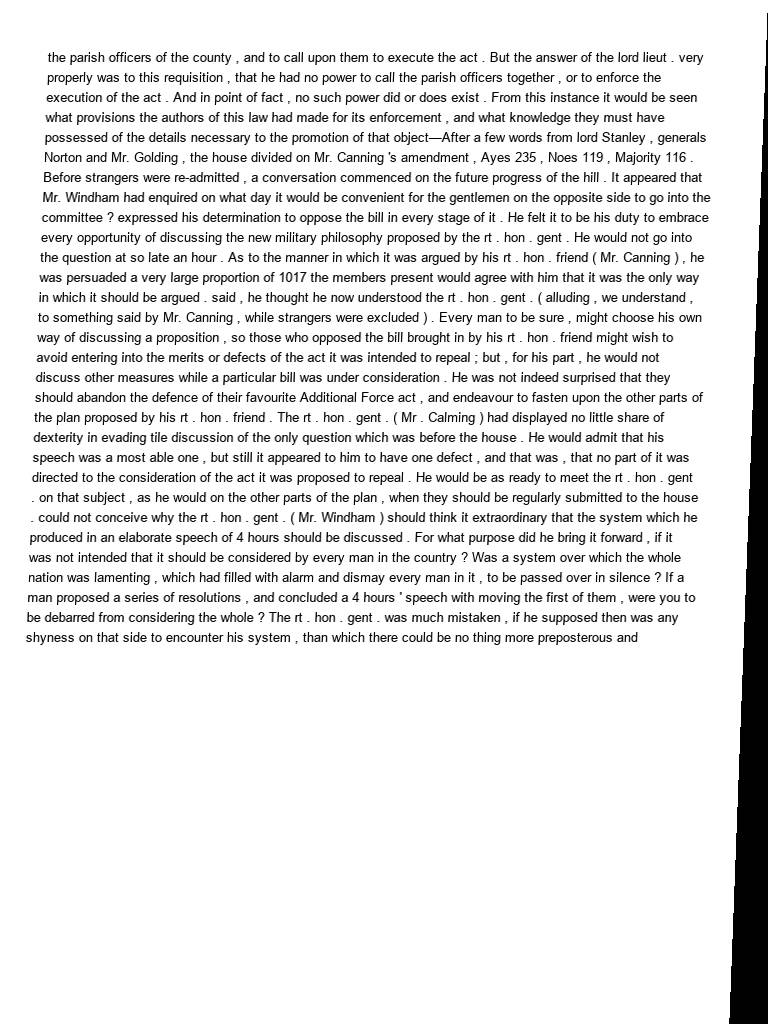 the parish officers of the county , and to call upon them to execute the act . But the answer of the lord lieut . very
properly was to this requisition , that he had no power to call the parish officers together , or to enforce the
execution of the act . And in point of fact , no such power did or does exist . From this instance it would be seen
what provisions the authors of this law had made for its enforcement , and what knowledge they must have
possessed of the details necessary to the promotion of that object—After a few words from lord Stanley , generals
Norton and Mr. Golding , the house divided on Mr. Canning 's amendment , Ayes 235 , Noes 119 , Majority 116 .
Before strangers were re-admitted , a conversation commenced on the future progress of the hill . It appeared that
Mr. Windham had enquired on what day it would be convenient for the gentlemen on the opposite side to go into the
committee ? expressed his determination to oppose the bill in every stage of it . He felt it to be his duty to embrace
every opportunity of discussing the new military philosophy proposed by the rt . hon . gent . He would not go into
the question at so late an hour . As to the manner in which it was argued by his rt . hon . friend ( Mr. Canning ) , he
was persuaded a very large proportion of 1017 the members present would agree with him that it was the only way
in which it should be argued . said , he thought he now understood the rt . hon . gent . ( alluding , we understand ,
to something said by Mr. Canning , while strangers were excluded ) . Every man to be sure , might choose his own
way of discussing a proposition , so those who opposed the bill brought in by his rt . hon . friend might wish to
avoid entering into the merits or defects of the act it was intended to repeal ; but , for his part , he would not
discuss other measures while a particular bill was under consideration . He was not indeed surprised that they
should abandon the defence of their favourite Additional Force act , and endeavour to fasten upon the other parts of
the plan proposed by his rt . hon . friend . The rt . hon . gent . ( Mr . Calming ) had displayed no little share of
dexterity in evading tile discussion of the only question which was before the house . He would admit that his
speech was a most able one , but still it appeared to him to have one defect , and that was , that no part of it was
directed to the consideration of the act it was proposed to repeal . He would be as ready to meet the rt . hon . gent
. on that subject , as he would on the other parts of the plan , when they should be regularly submitted to the house
. could not conceive why the rt . hon . gent . ( Mr. Windham ) should think it extraordinary that the system which he
produced in an elaborate speech of 4 hours should be discussed . For what purpose did he bring it forward , if it
was not intended that it should be considered by every man in the country ? Was a system over which the whole
nation was lamenting , which had filled with alarm and dismay every man in it , to be passed over in silence ? If a
man proposed a series of resolutions , and concluded a 4 hours ' speech with moving the first of them , were you to
be debarred from considering the whole ? The rt . hon . gent . was much mistaken , if he supposed then was any
shyness on that side to encounter his system , than which there could be no thing more preposterous and